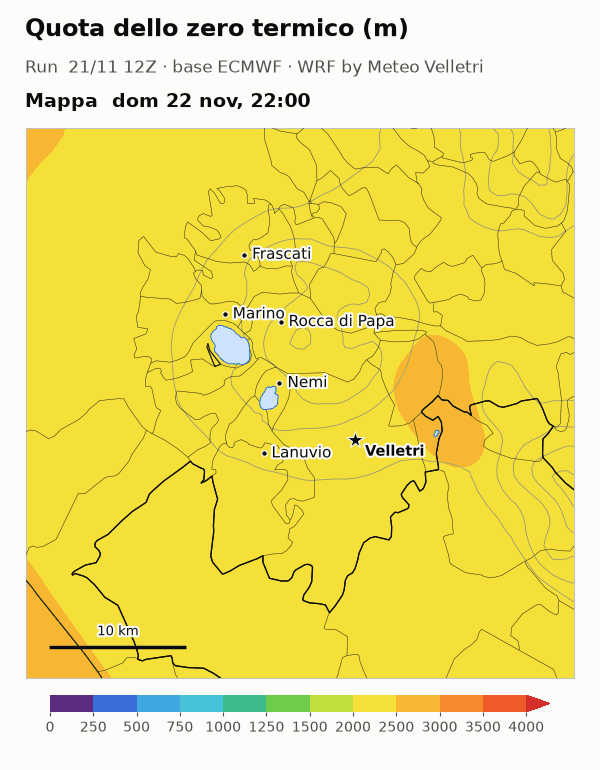 Quota dello zero termico (m)
Run  21/11 12Z · base ECMWF · WRF by Meteo Velletri
Mappa  dom 22 nov, 22:00
Frascati
Marino
Rocca di Papa
Nemi
Velletri
Lanuvio
10 km
0 250 500 750 1000 1250 1500 2000 2500 3000 3500 4000